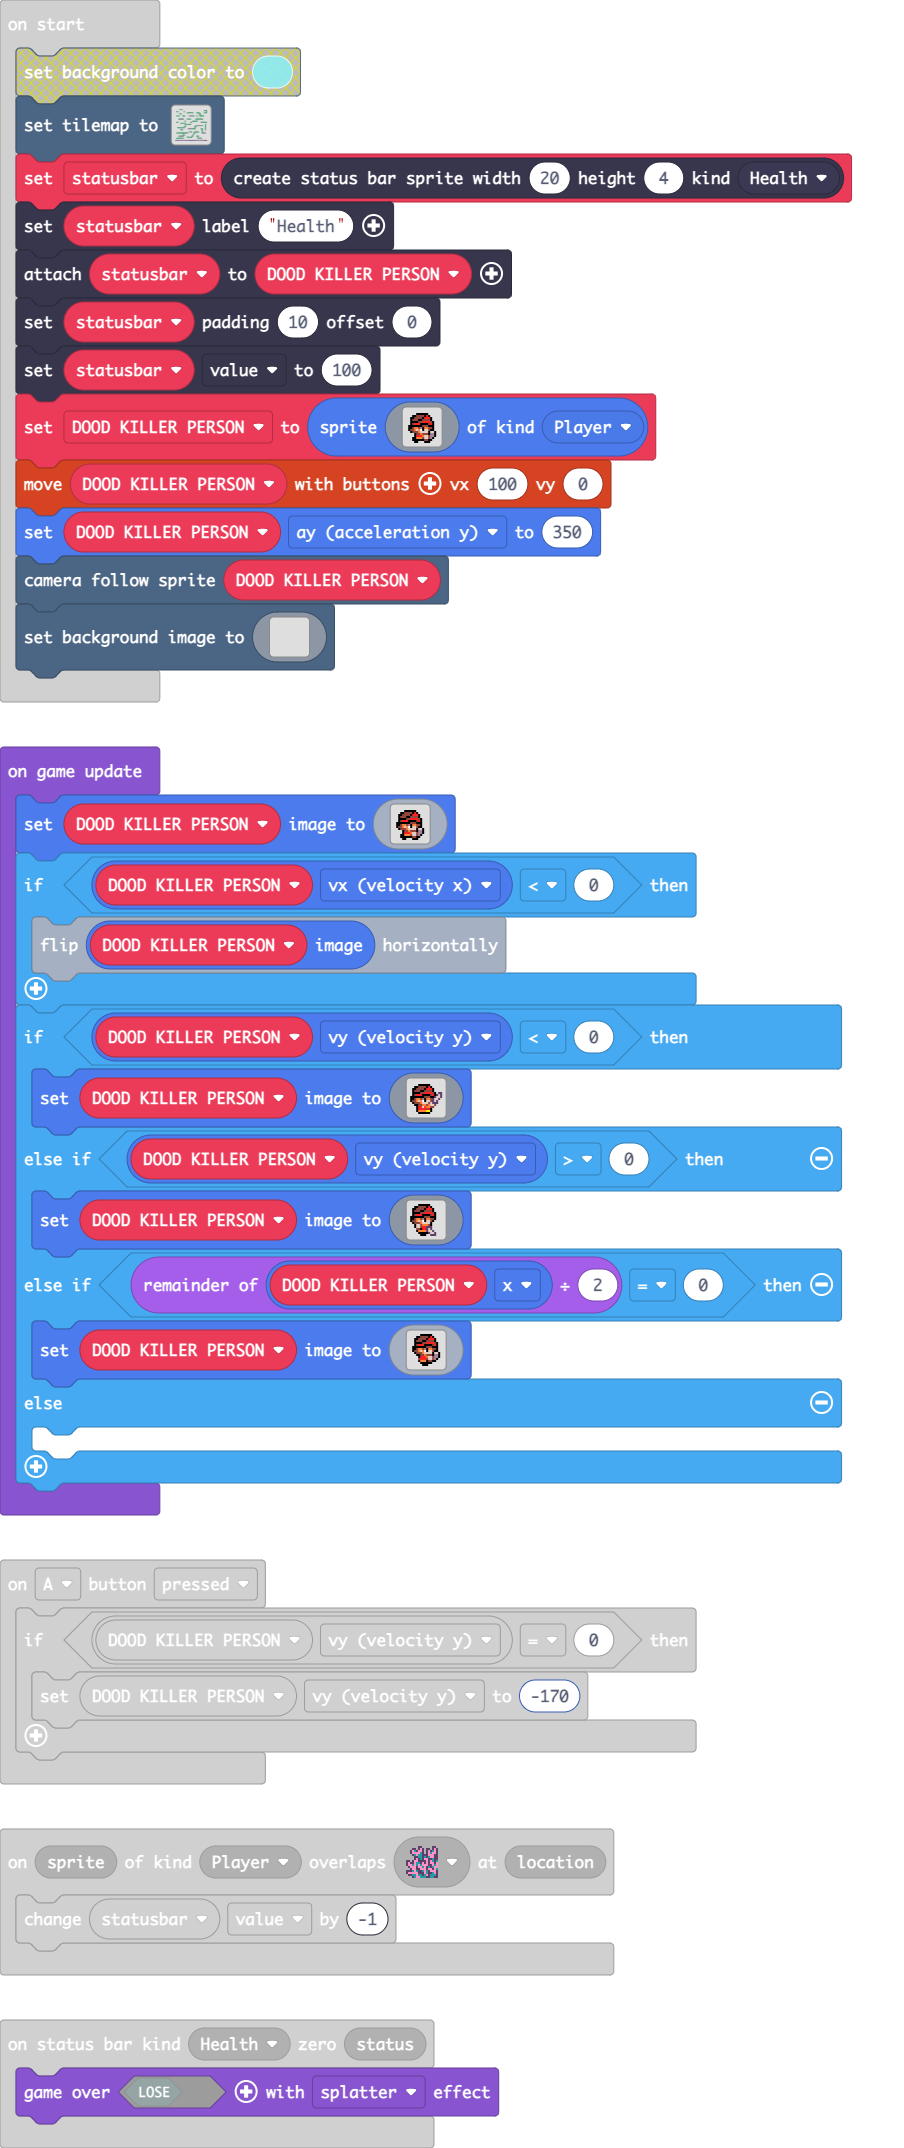 on start
set background color to
set tilemap to
set statusbar to create status bar sprite width 20 height 4 kind Health
set statusbar label "Health"
attach statusbar to DOOD KILLER PERSON
set statusbar padding 10 offset 0
set statusbar value to 100
set DOOD KILLER PERSON to sprite of kind Player
move DOOD KILLER PERSON with buttons vx 100 vy 0
set DOOD KILLER PERSON ay (acceleration y) to 350
camera follow sprite DOOD KILLER PERSON
set background image to
on game update
set DOOD KILLER PERSON image to
if DOOD KILLER PERSON vx (velocity x) < 0 then
flip DOOD KILLER PERSON image horizontally
if DOOD KILLER PERSON vy (velocity y) < 0 then
set DOOD KILLER PERSON image to
else if DOOD KILLER PERSON vy (velocity y) > 0 then
set DOOD KILLER PERSON image to
else if remainder of DOOD KILLER PERSON x ÷ 2 = 0 then
set DOOD KILLER PERSON image to
else
on A button pressed
if DOOD KILLER PERSON vy (velocity y) = 0 then
set DOOD KILLER PERSON vy (velocity y) to -170
on sprite of kind Player overlaps at location
change statusbar value by -1
on status bar kind Health zero status
game over LOSE with splatter effect